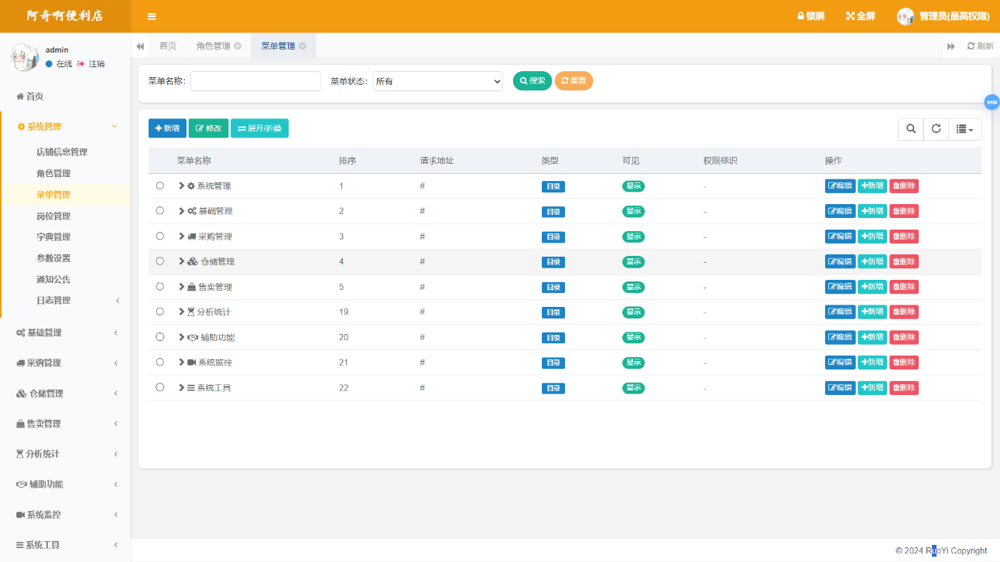 阿奇啊便利店
锁屏 全屏 管理员(最高权限)
admin
在线 注销
首页 角色管理 菜单管理 刷新
菜单名称: 菜单状态: 所有 搜索 重置
64M
首页
系统管理
店铺信息管理
角色管理
菜单管理
岗位管理
字典管理
参数设置
通知公告
日志管理
基础管理
采购管理
仓储管理
售卖管理
分析统计
辅助功能
系统监控
系统工具
新增 修改 展开/折叠
菜单名称 排序 请求地址 类型 可见 权限标识 操作
系统管理 1 # 目录 显示 - 编辑 新增 删除
基础管理 2 # 目录 显示 - 编辑 新增 删除
采购管理 3 # 目录 显示 - 编辑 新增 删除
仓储管理 4 # 目录 显示 - 编辑 新增 删除
售卖管理 5 # 目录 显示 - 编辑 新增 删除
分析统计 19 # 目录 显示 - 编辑 新增 删除
辅助功能 20 # 目录 显示 - 编辑 新增 删除
系统监控 21 # 目录 显示 - 编辑 新增 删除
系统工具 22 # 目录 显示 - 编辑 新增 删除
© 2024 RuoYi Copyright